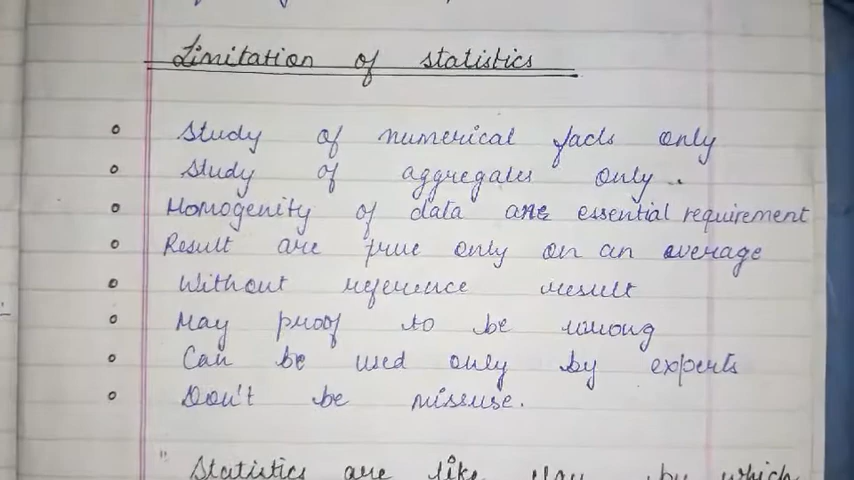 Limitation of statistics
Study of numerical facts only
Study of aggregates only.
Homogenity of data are essential requirement
Result are true only on an average
Without reference result
May proof to be wrong
Can be used only by experts
Don't be missuse.
" Statistics are like by which